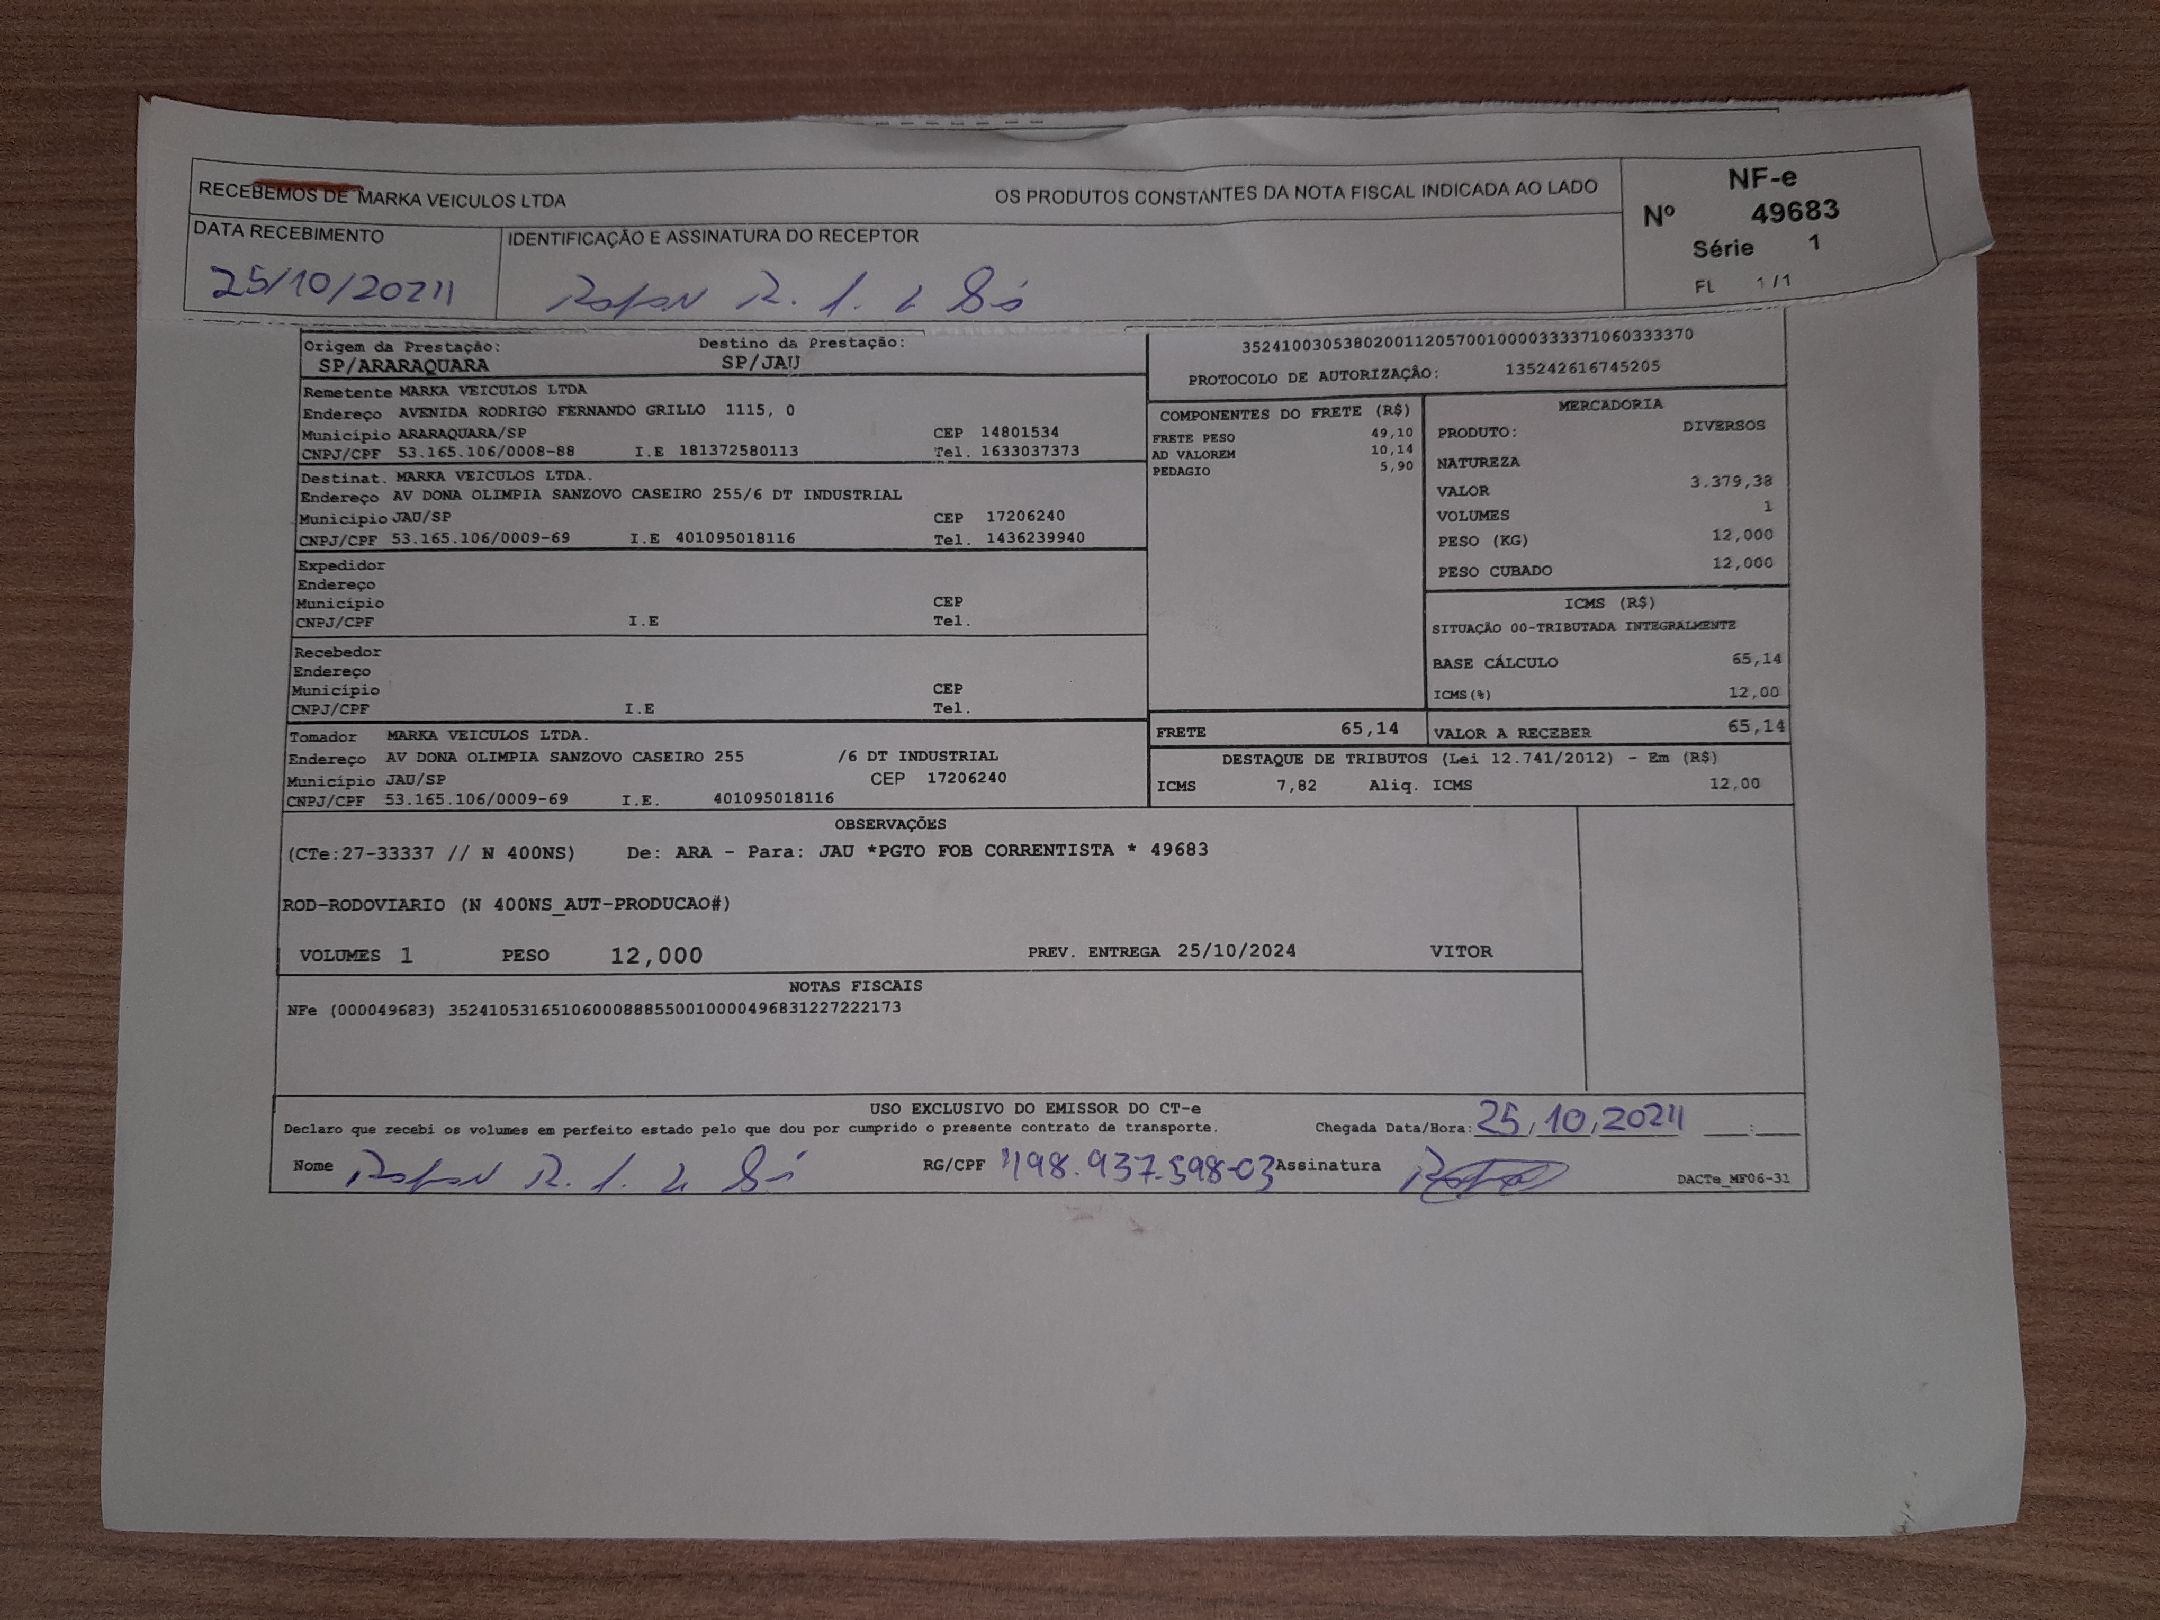 RECEBEMOS DE MARKA VEICULOS LTDA OS PRODUTOS CONSTANTES DA NOTA FISCAL INDICADA AO LADO
NF-e
Nº 49683
Série 1
FL 1 /1
DATA RECEBIMENTO
25/10/2024
IDENTIFICAÇÃO E ASSINATURA DO RECEPTOR
R.
Origem da Prestação: Destino da Prestação:
SP/ARARAQUARA SP/JAU
Remetente MARKA VEICULOS LTDA
Endereço AVENIDA RODRIGO FERNANDO GRILLO 1115, 0
Município ARARAQUARA/SP CEP 14801534
CNPJ/CPF 53.165.106/0008-88 I.E 181372580113 Tel. 1633037373
Destinat. MARKA VEICULOS LTDA.
Endereço AV DONA OLIMPIA SANZOVO CASEIRO 255/6 DT INDUSTRIAL
Município JAU/SP CEP 17206240
CNPJ/CPF 53.165.106/0009-69 I.E 401095018116 Tel. 1436239940
Expedidor
Endereço
Município CEP
CNPJ/CPF I.E Tel.
Recebedor
Endereço
Município CEP
CNPJ/CPF I.E Tel.
Tomador MARKA VEICULOS LTDA.
Endereço AV DONA OLIMPIA SANZOVO CASEIRO 255 /6 DT INDUSTRIAL
Município JAU/SP CEP 17206240
CNPJ/CPF 53.165.106/0009-69 I.E. 401095018116
35241003053802001120570010000333371060333370
PROTOCOLO DE AUTORIZAÇÃO: 135242616745205
COMPONENTES DO FRETE (R$)
FRETE PESO 49,10
AD VALOREM 10,14
PEDAGIO 5,90
MERCADORIA
PRODUTO: DIVERSOS
NATUREZA
VALOR 3.379,38
VOLUMES 1
PESO (KG) 12,000
PESO CUBADO 12,000
ICMS (R$)
SITUAÇÃO 00-TRIBUTADA INTEGRALMENTE
BASE CÁLCULO 65,14
ICMS(%) 12,00
FRETE 65,14 VALOR A RECEBER 65,14
DESTAQUE DE TRIBUTOS (Lei 12.741/2012) - Em (R$)
ICMS 7,82 Aliq. ICMS 12,00
OBSERVAÇÕES
(CTe:27-33337 // N 400NS) De: ARA - Para: JAU *PGTO FOB CORRENTISTA * 49683
ROD-RODOVIARIO (N 400NS_AUT-PRODUCAO#)
VOLUMES 1 PESO 12,000 PREV. ENTREGA 25/10/2024 VITOR
NOTAS FISCAIS
NFe (000049683) 35241053165106000888550010000496831227222173
USO EXCLUSIVO DO EMISSOR DO CT-e
Declaro que recebi os volumes em perfeito estado pelo que dou por cumprido o presente contrato de transporte. Chegada Data/Hora: 25/10/2024 __:__
Nome R. RG/CPF 498.937.598-03 Assinatura
DACTe_MF06-31